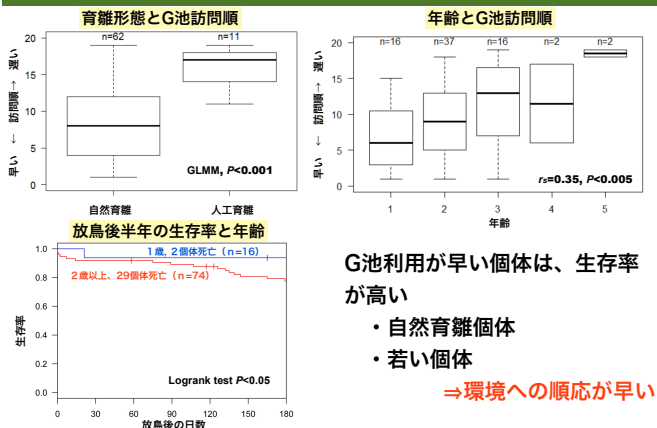 育雛形態とG池訪問順
n=62
n=11
20
15
10
5
0
早い ← 訪問順→ 遅い
GLMM, P<0.001
自然育雛
人工育雛
年齢とG池訪問順
n=16
n=37
n=16
n=2
n=2
20
15
10
5
0
早い ← 訪問順→ 遅い
rs=0.35, P<0.005
1
2
3
4
5
年齢
放鳥後半年の生存率と年齢
1.0
0.8
0.6
0.4
0.2
0.0
生存率
1歳, 2個体死亡（n=16）
2歳以上、29個体死亡（n=74）
Logrank test P<0.05
0
30
60
90
120
150
180
放鳥後の日数
G池利用が早い個体は、生存率
が高い
・自然育雛個体
・若い個体
⇒環境への順応が早い